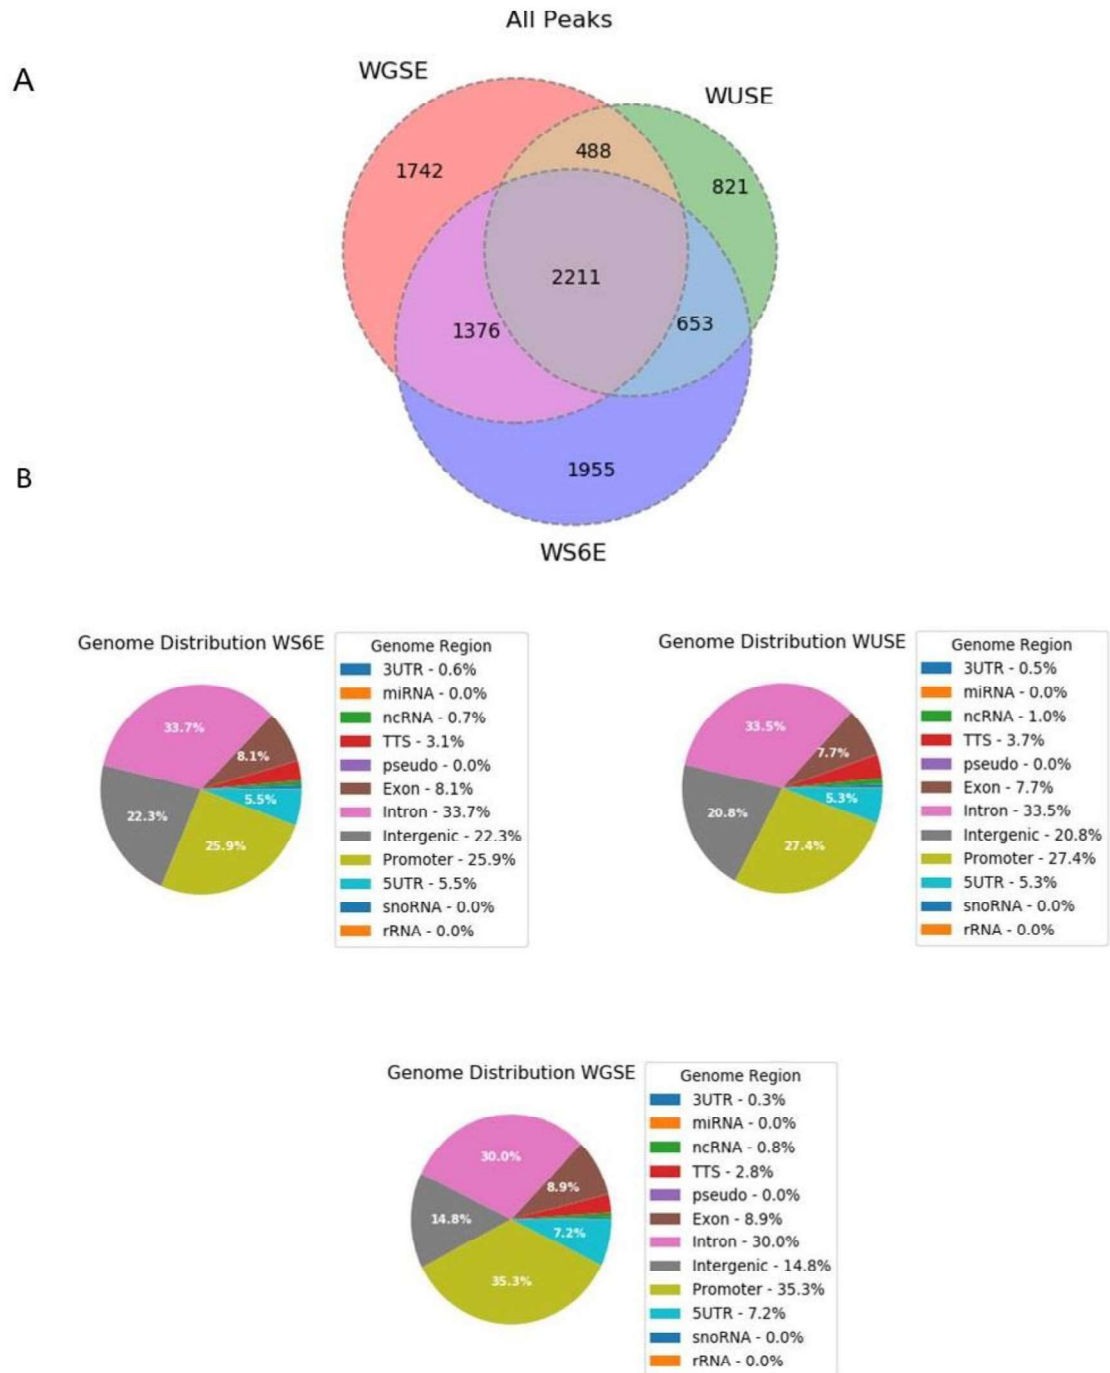 All Peaks
A
WGSE
WUSE
488
1742
821
2211
1376
653
1955
B
WS6E
Genome Distribution WS6E
33.7%
8.1%
22.3%
5.5%
25.9%
Genome Region
3UTR - 0.6%
miRNA - 0.0%
ncRNA - 0.7%
TTS - 3.1%
pseudo - 0.0%
Exon - 8.1%
Intron - 33.7%
Intergenic - 22.3%
Promoter - 25.9%
5UTR - 5.5%
snoRNA - 0.0%
rRNA - 0.0%
Genome Distribution WUSE
33.5%
7.7%
20.8%
5.3%
27.4%
Genome Region
3UTR - 0.5%
miRNA - 0.0%
ncRNA - 1.0%
TTS - 3.7%
pseudo - 0.0%
Exon - 7.7%
Intron - 33.5%
Intergenic - 20.8%
Promoter - 27.4%
5UTR - 5.3%
snoRNA - 0.0%
rRNA - 0.0%
Genome Distribution WGSE
30.0%
8.9%
14.8%
7.2%
35.3%
Genome Region
3UTR - 0.3%
miRNA - 0.0%
ncRNA - 0.8%
TTS - 2.8%
pseudo - 0.0%
Exon - 8.9%
Intron - 30.0%
Intergenic - 14.8%
Promoter - 35.3%
5UTR - 7.2%
snoRNA - 0.0%
rRNA - 0.0%